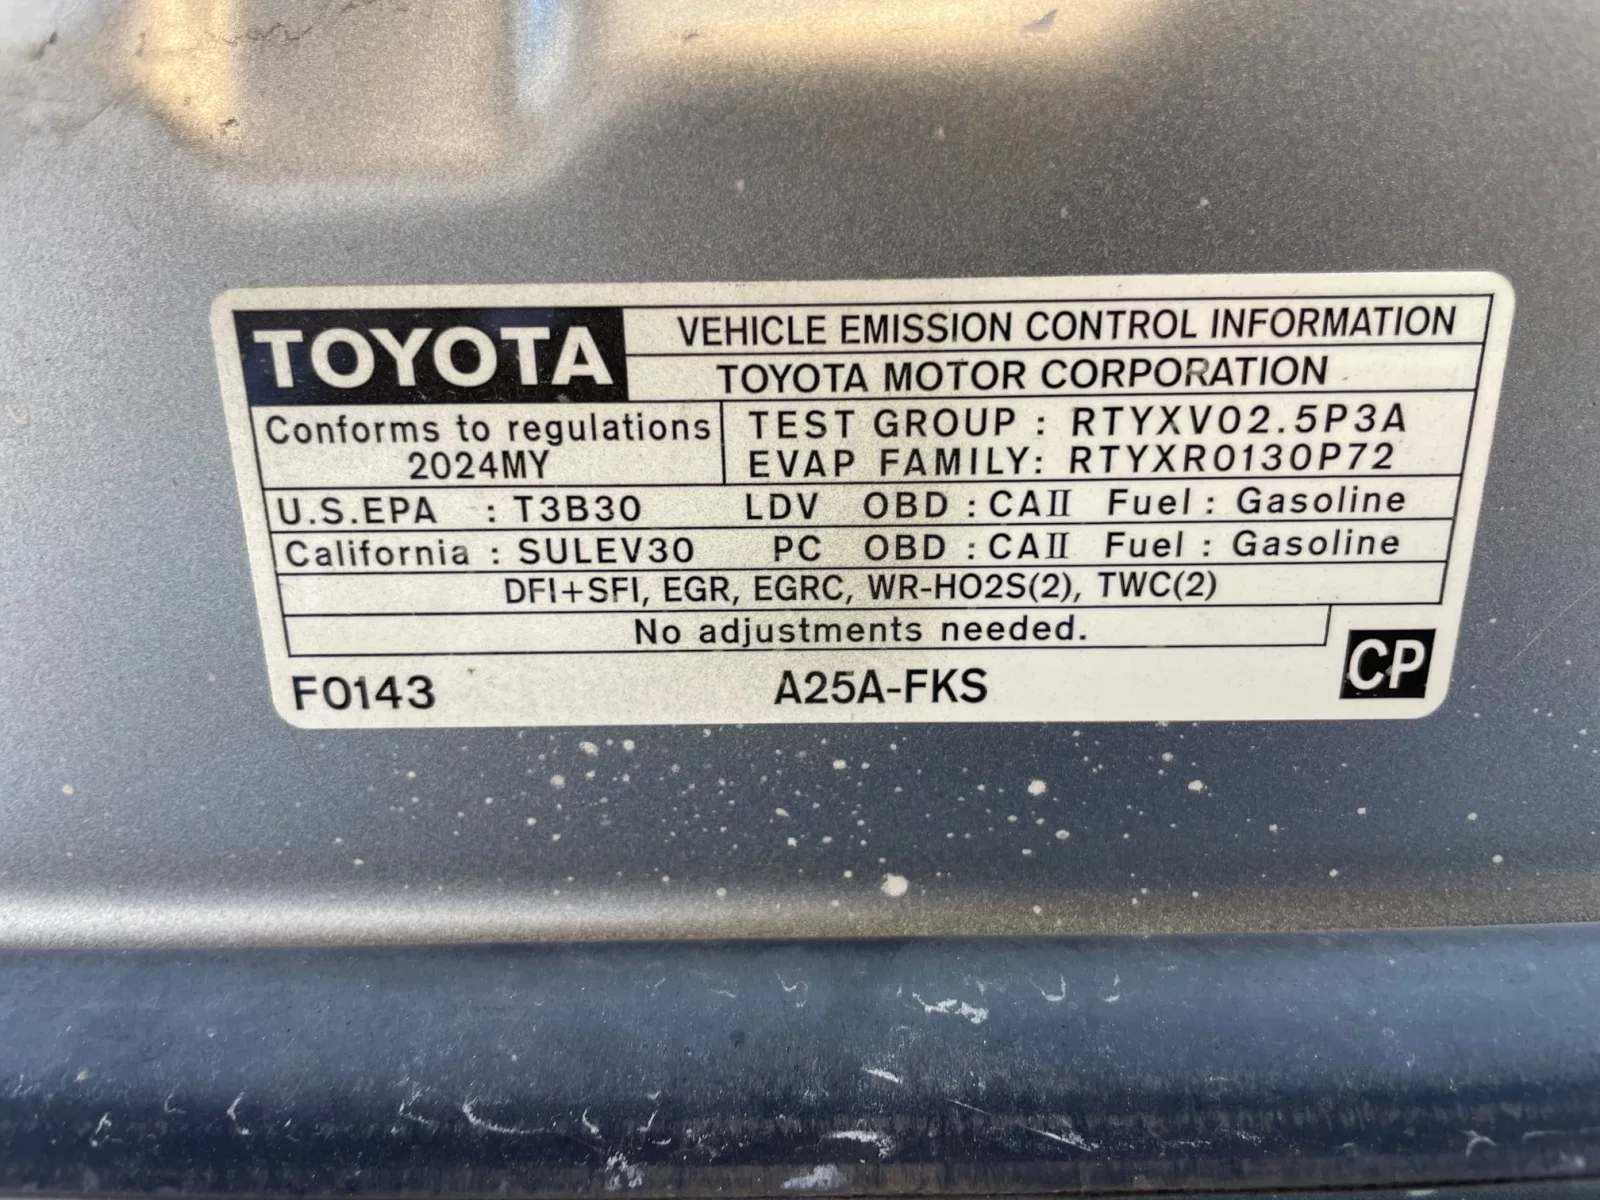 TOYOTA
VEHICLE EMISSION CONTROL INFORMATION
TOYOTA MOTOR CORPORATION
Conforms to regulations
2024MY
TEST GROUP : RTYXV02.5P3A
EVAP FAMILY: RTYXR0130P72
U.S.EPA : T3B30 LDV OBD : CAII Fuel : Gasoline
California : SULEV30 PC OBD : CAII Fuel : Gasoline
DFI+SFI, EGR, EGRC, WR-HO2S(2), TWC(2)
No adjustments needed.
F0143 A25A-FKS CP